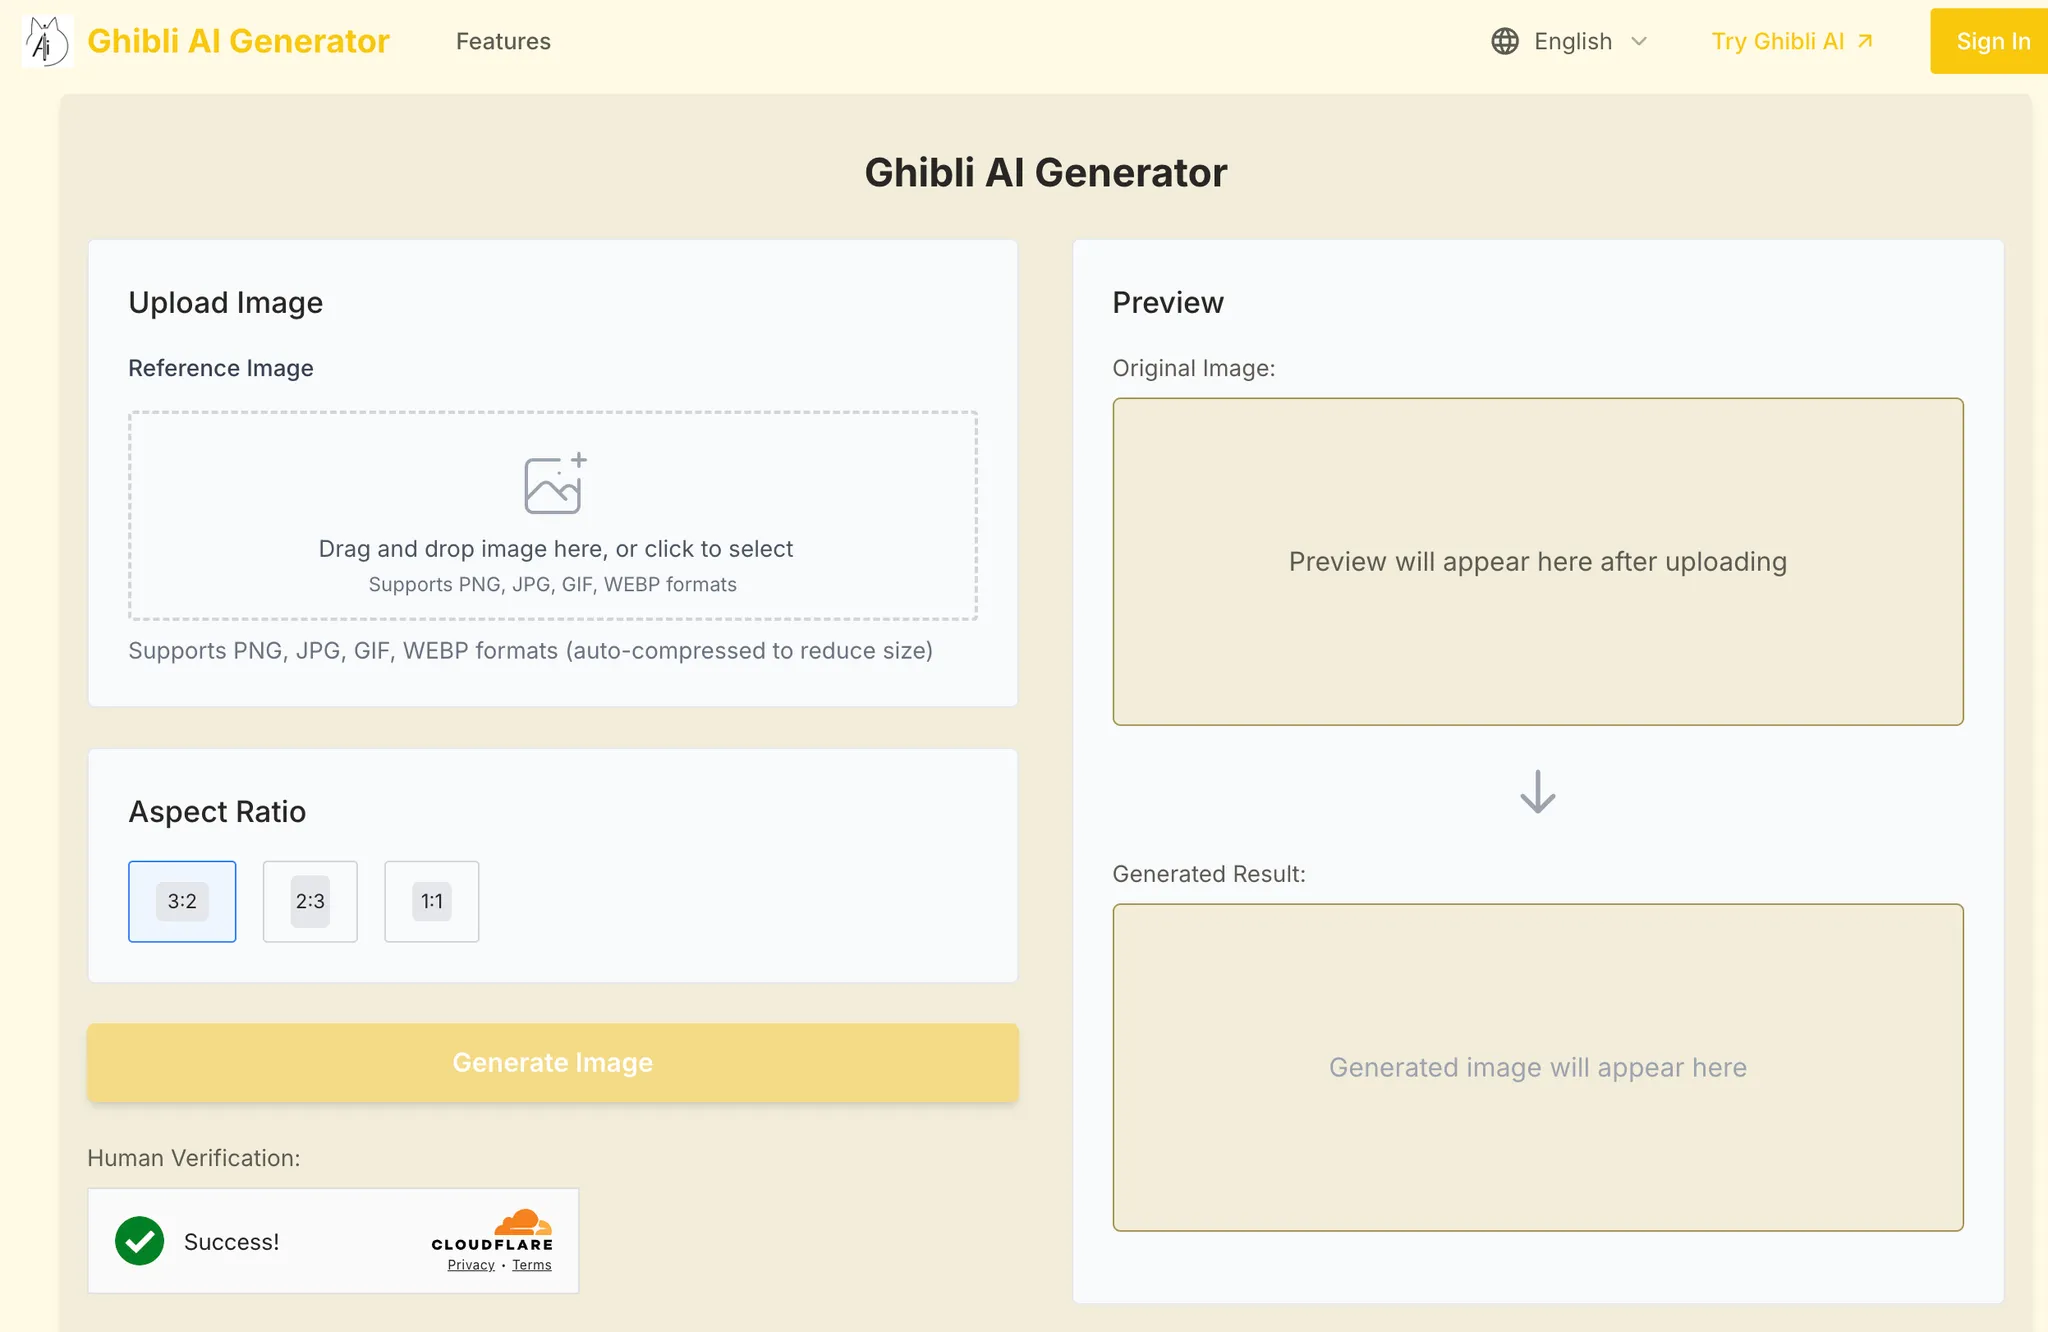 Ai
Ghibli AI Generator
Features
English
Try Ghibli AI
Sign In
Ghibli AI Generator
Upload Image
Reference Image
Drag and drop image here, or click to select
Supports PNG, JPG, GIF, WEBP formats
Supports PNG, JPG, GIF, WEBP formats (auto-compressed to reduce size)
Aspect Ratio
3:2
2:3
1:1
Generate Image
Human Verification:
Success!
CLOUDFLARE
Privacy • Terms
Preview
Original Image:
Preview will appear here after uploading
Generated Result:
Generated image will appear here